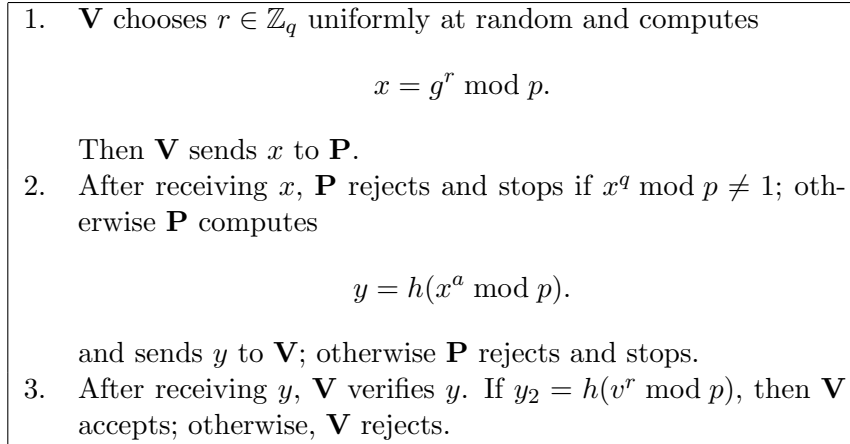 1. V chooses r ∈ ℤ_q uniformly at random and computes
x = g^r mod p.
Then V sends x to P.
2. After receiving x, P rejects and stops if x^q mod p ≠ 1; oth-
erwise P computes
y = h(x^a mod p).
and sends y to V; otherwise P rejects and stops.
3. After receiving y, V verifies y. If y_2 = h(v^r mod p), then V
accepts; otherwise, V rejects.